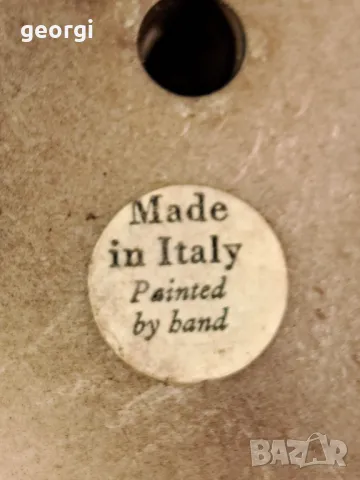 georgi
Made
in Italy
Painted
by hand
BAZAR